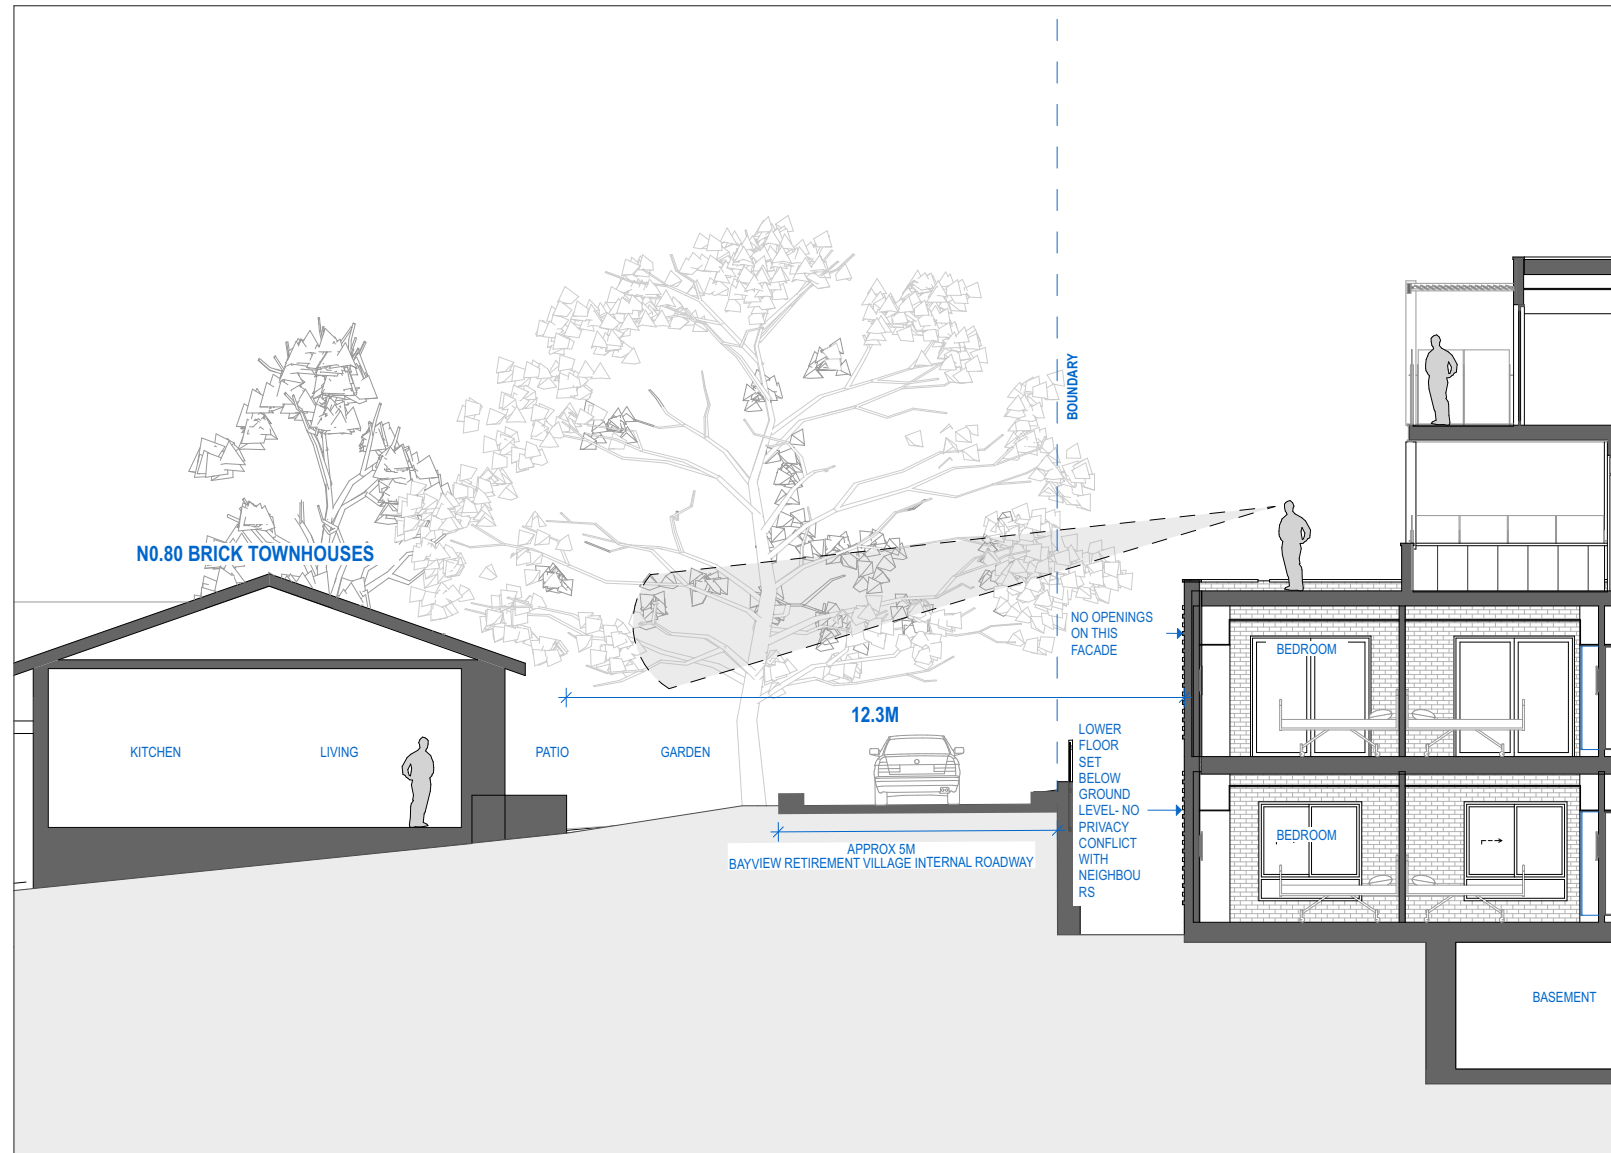 BOUNDARY
N0.80 BRICK TOWNHOUSES
NO OPENINGS
ON THIS
FACADE
BEDROOM
12.3M
KITCHEN
LIVING
PATIO
GARDEN
LOWER
FLOOR
SET
BELOW
GROUND
LEVEL- NO
PRIVACY
CONFLICT
WITH
NEIGHBOU
RS
BEDROOM
APPROX 5M
BAYVIEW RETIREMENT VILLAGE INTERNAL ROADWAY
BASEMENT